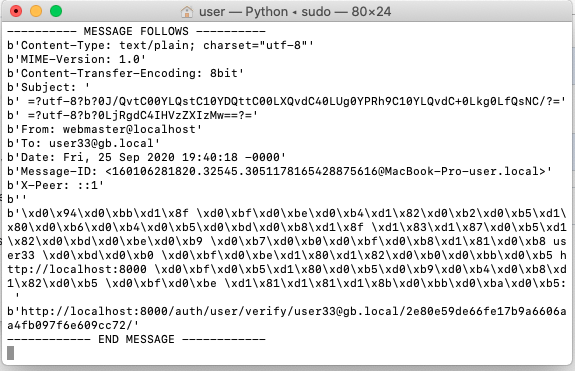 user — Python ◂ sudo — 80×24
---------- MESSAGE FOLLOWS ----------
b'Content-Type: text/plain; charset="utf-8"'
b'MIME-Version: 1.0'
b'Content-Transfer-Encoding: 8bit'
b'Subject: '
b' =?utf-8?b?0J/QvtC00YLQstC10YDQttC00LXQvdC40LUg0YPRh9C10YLQvdC+0Lkg0LfQsNC/?='
b' =?utf-8?b?0LjRgdC4IHVzZXIzMw==?='
b'From: webmaster@localhost'
b'To: user33@gb.local'
b'Date: Fri, 25 Sep 2020 19:40:18 -0000'
b'Message-ID: <160106281820.32545.3051178165428875616@MacBook-Pro-user.local>'
b'X-Peer: ::1'
b''
b'\xd0\x94\xd0\xbb\xd1\x8f \xd0\xbf\xd0\xbe\xd0\xb4\xd1\x82\xd0\xb2\xd0\xb5\xd1\
x80\xd0\xb6\xd0\xb4\xd0\xb5\xd0\xbd\xd0\xb8\xd1\x8f \xd1\x83\xd1\x87\xd0\xb5\xd1
\x82\xd0\xbd\xd0\xbe\xd0\xb9 \xd0\xb7\xd0\xb0\xd0\xbf\xd0\xb8\xd1\x81\xd0\xb8 us
er33 \xd0\xbd\xd0\xb0 \xd0\xbf\xd0\xbe\xd1\x80\xd1\x82\xd0\xb0\xd0\xbb\xd0\xb5 h
ttp://localhost:8000 \xd0\xbf\xd0\xb5\xd1\x80\xd0\xb5\xd0\xb9\xd0\xb4\xd0\xb8\xd
1\x82\xd0\xb5 \xd0\xbf\xd0\xbe \xd1\x81\xd1\x81\xd1\x8b\xd0\xbb\xd0\xba\xd0\xb5:
 '
b'http://localhost:8000/auth/user/verify/user33@gb.local/2e80e59de66fe17b9a6606a
a4fb097f6e609cc72/'
------------ END MESSAGE ------------